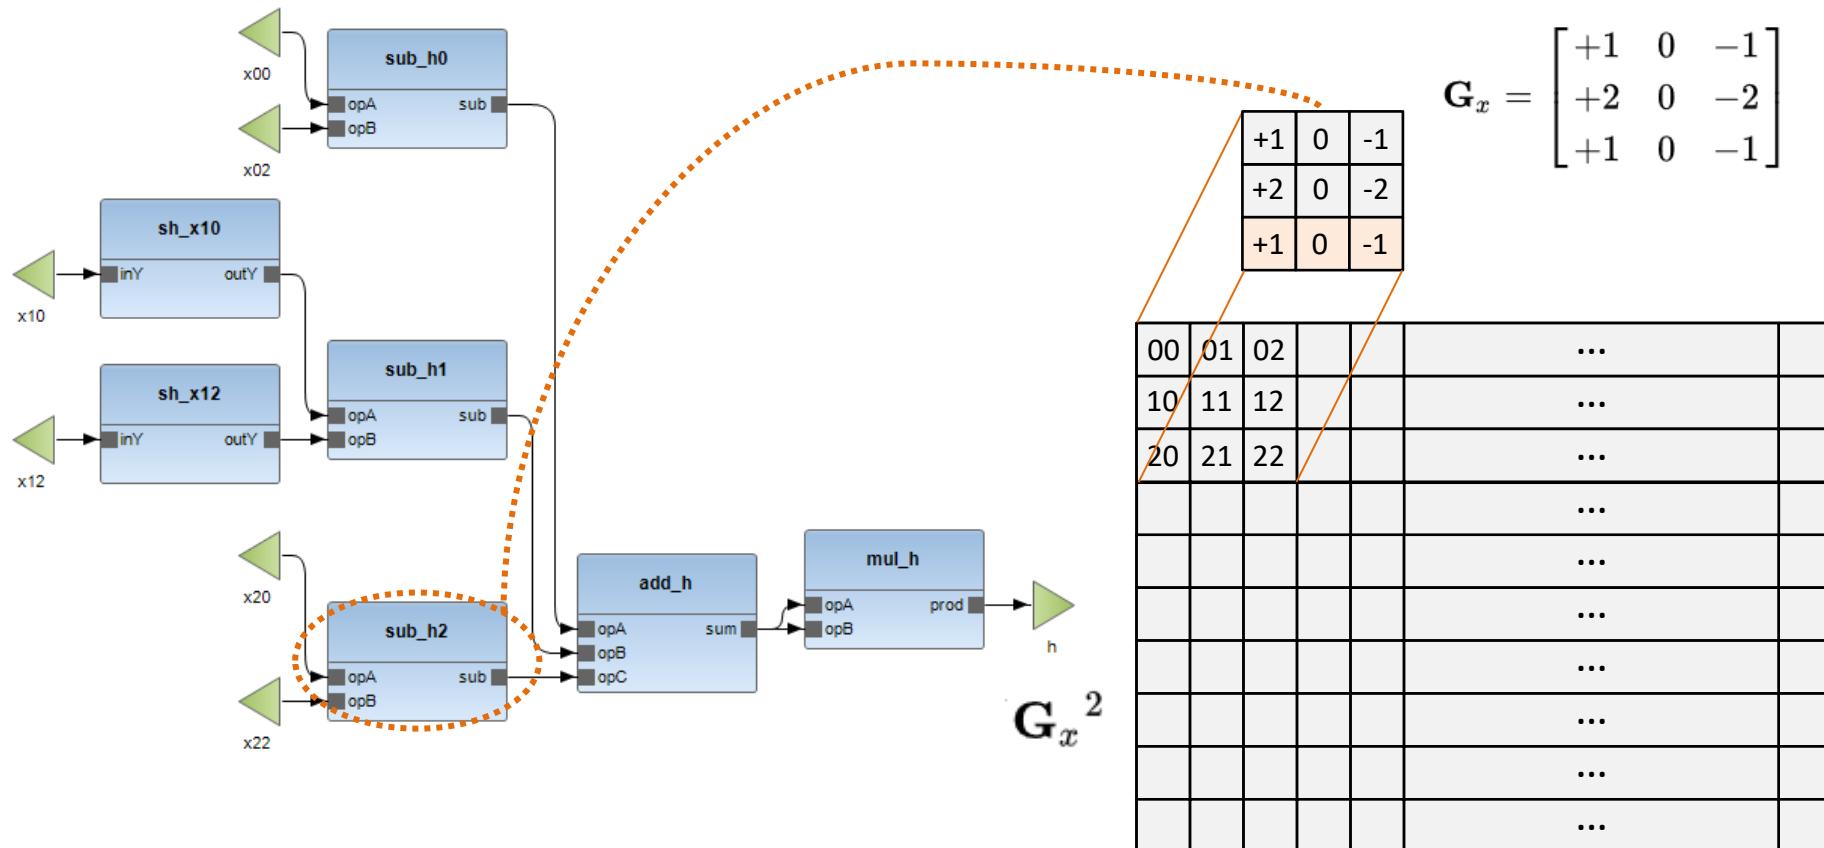 x00
x02
sub_h0
opA sub
opB
sh_x10
inY outY
x10
sh_x12
inY outY
x12
sub_h1
opA sub
opB
x20
x22
sub_h2
opA sub
opB
add_h
opA sum
opB
opC
mul_h
opA prod
opB
h
Gx²
+1 0 -1
+2 0 -2
+1 0 -1
Gx = [+1 0 −1
+2 0 −2
+1 0 −1]
00 01 02 ...
10 11 12 ...
20 21 22 ...
...
...
...
...
...
...
...